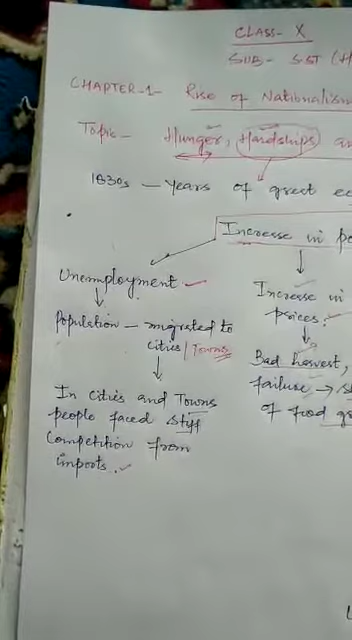 CLASS- X
SUB- SST (H
CHAPTER-1- Rise of Nationalism
Topic- Hunger, Hardships an
1830s - Years of great ec
Increase in po
Unemployment
Population - migrated to
cities/Towns
In Cities and Towns
people faced stiff
Competition from
imports.
Increase in
prices.
Bad harvest,
failure → s
of food g